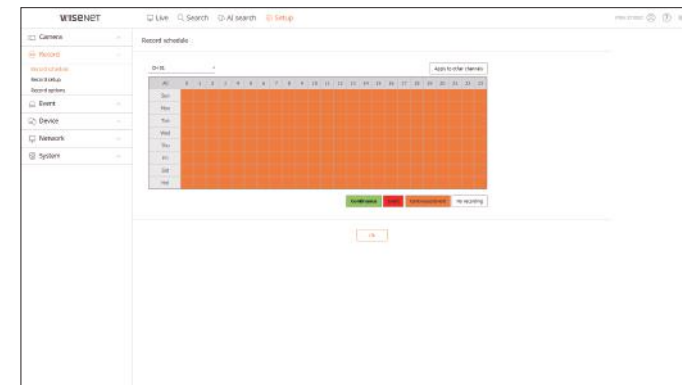 WISENET
Live Search AI search Setup
Camera
Record
Record schedule
Record setup
Record options
Event
Device
Network
System
Record schedule
CH 01
Apply to other channels
All 0 1 2 3 4 5 6 7 8 9 10 11 12 13 14 15 16 17 18 19 20 21 22 23
Sun
Mon
Tue
Wed
Thu
Fri
Sat
Hol
Continuous Event No recording
Ok